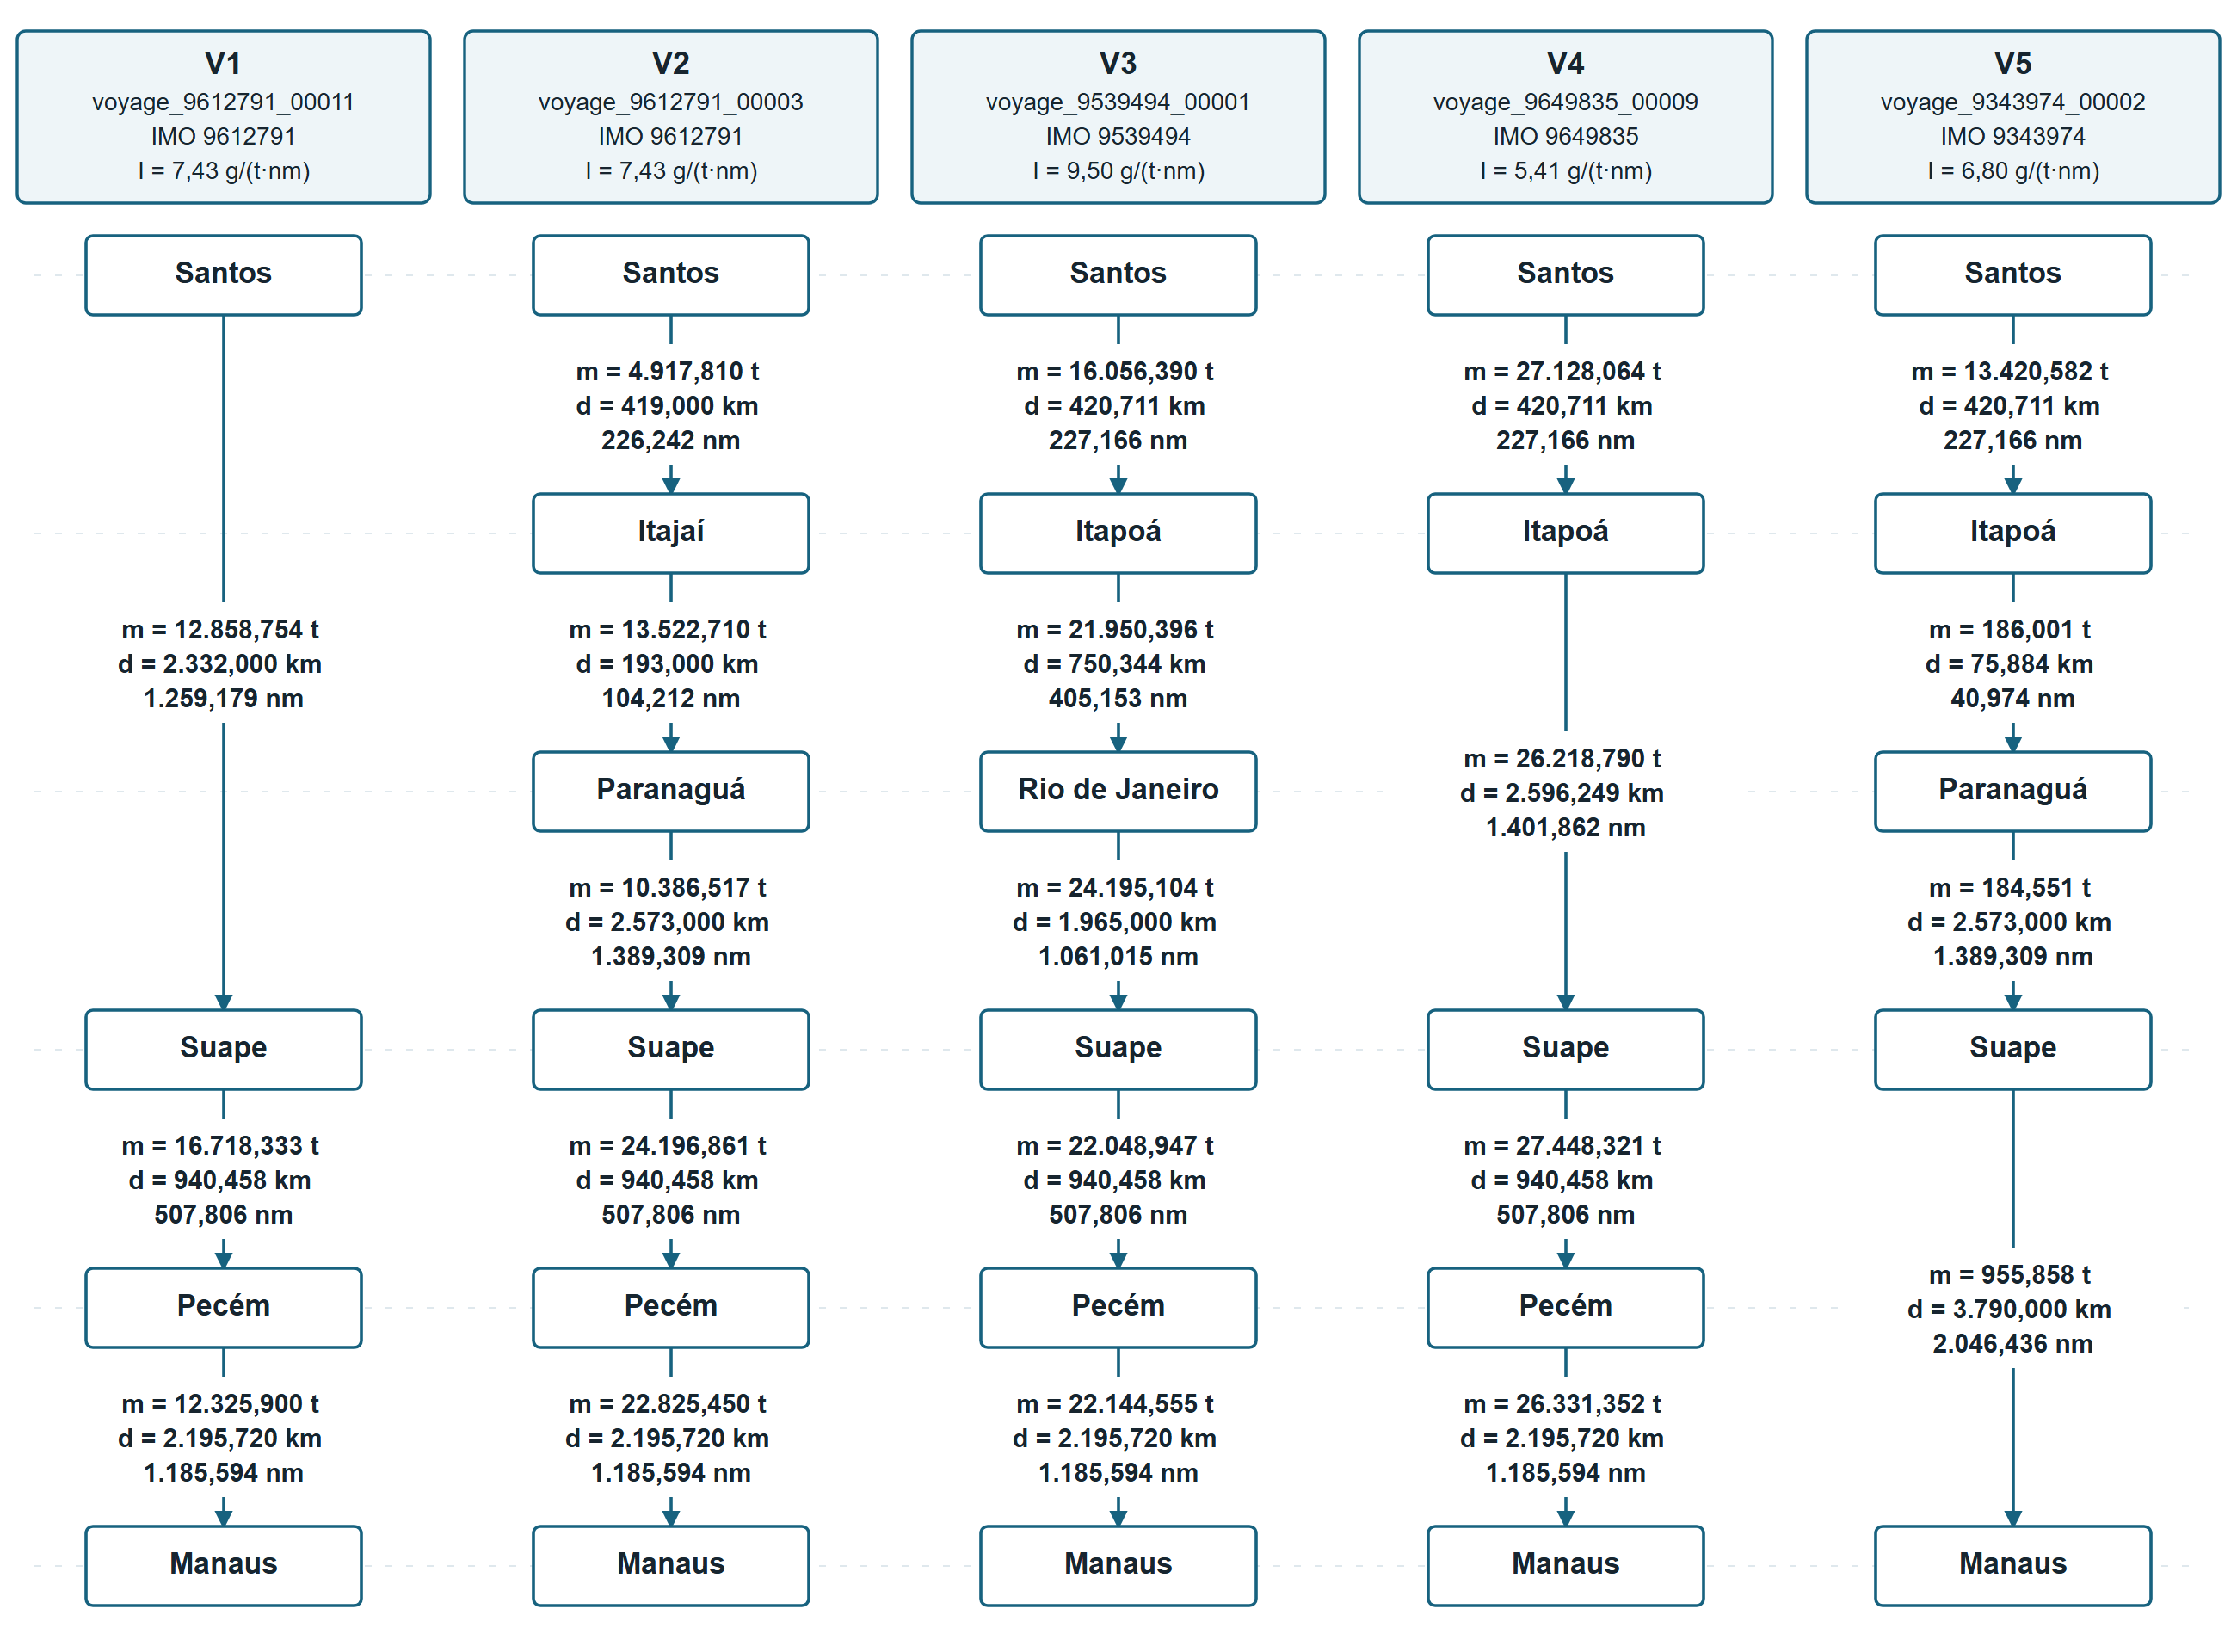 V1
voyage_9612791_00011
IMO 9612791
I = 7,43 g/(t·nm)
Santos
m = 12.858,754 t
d = 2.332,000 km
1.259,179 nm
Suape
m = 16.718,333 t
d = 940,458 km
507,806 nm
Pecém
m = 12.325,900 t
d = 2.195,720 km
1.185,594 nm
Manaus
V2
voyage_9612791_00003
IMO 9612791
I = 7,43 g/(t·nm)
Santos
m = 4.917,810 t
d = 419,000 km
226,242 nm
Itajaí
m = 13.522,710 t
d = 193,000 km
104,212 nm
Paranaguá
m = 10.386,517 t
d = 2.573,000 km
1.389,309 nm
Suape
m = 24.196,861 t
d = 940,458 km
507,806 nm
Pecém
m = 22.825,450 t
d = 2.195,720 km
1.185,594 nm
Manaus
V3
voyage_9539494_00001
IMO 9539494
I = 9,50 g/(t·nm)
Santos
m = 16.056,390 t
d = 420,711 km
227,166 nm
Itapoá
m = 21.950,396 t
d = 750,344 km
405,153 nm
Rio de Janeiro
m = 24.195,104 t
d = 1.965,000 km
1.061,015 nm
Suape
m = 22.048,947 t
d = 940,458 km
507,806 nm
Pecém
m = 22.144,555 t
d = 2.195,720 km
1.185,594 nm
Manaus
V4
voyage_9649835_00009
IMO 9649835
I = 5,41 g/(t·nm)
Santos
m = 27.128,064 t
d = 420,711 km
227,166 nm
Itapoá
m = 26.218,790 t
d = 2.596,249 km
1.401,862 nm
Suape
m = 27.448,321 t
d = 940,458 km
507,806 nm
Pecém
m = 26.331,352 t
d = 2.195,720 km
1.185,594 nm
Manaus
V5
voyage_9343974_00002
IMO 9343974
I = 6,80 g/(t·nm)
Santos
m = 13.420,582 t
d = 420,711 km
227,166 nm
Itapoá
m = 186,001 t
d = 75,884 km
40,974 nm
Paranaguá
m = 184,551 t
d = 2.573,000 km
1.389,309 nm
Suape
m = 955,858 t
d = 3.790,000 km
2.046,436 nm
Manaus